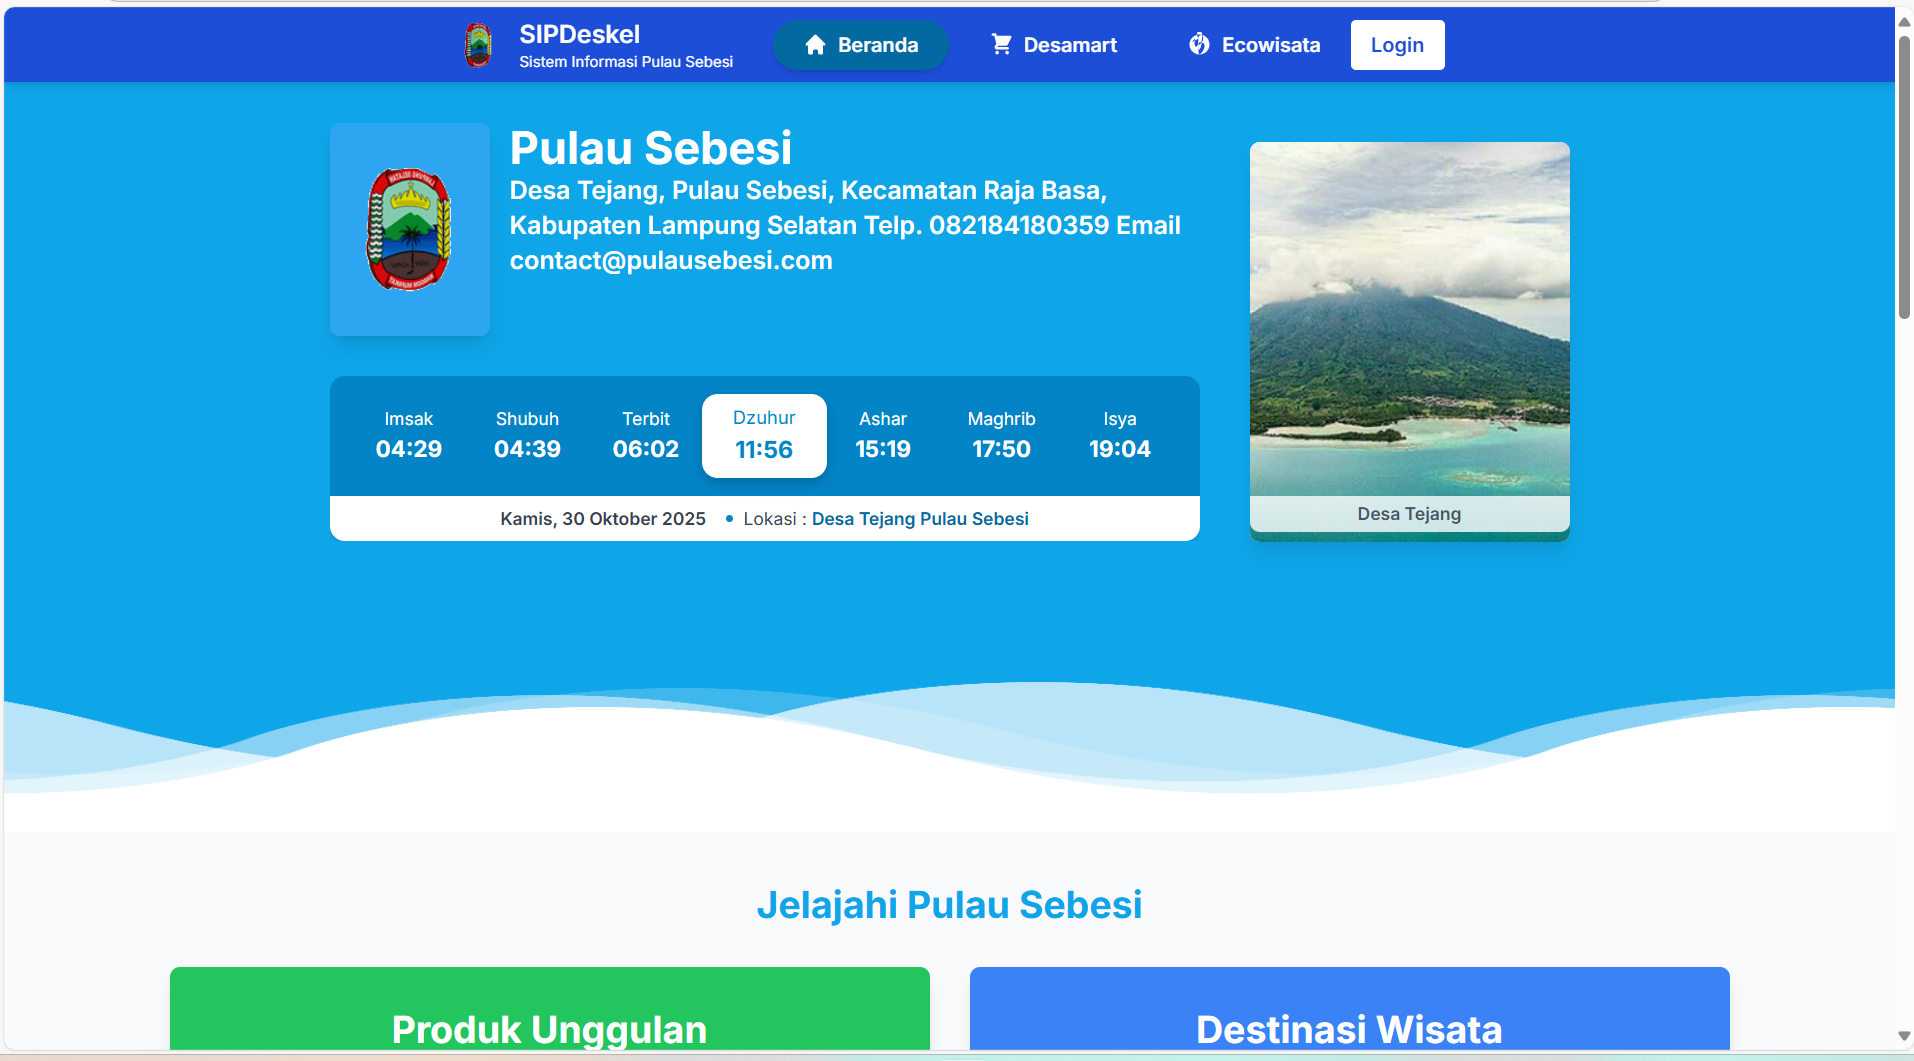 SIPDeskel
Sistem Informasi Pulau Sebesi
Beranda
Desamart
Ecowisata
Login
Pulau Sebesi
Desa Tejang, Pulau Sebesi, Kecamatan Raja Basa,
Kabupaten Lampung Selatan Telp. 082184180359 Email
contact@pulausebesi.com
Imsak
04:29
Shubuh
04:39
Terbit
06:02
Dzuhur
11:56
Ashar
15:19
Maghrib
17:50
Isya
19:04
Kamis, 30 Oktober 2025 • Lokasi : Desa Tejang Pulau Sebesi
Desa Tejang
Jelajahi Pulau Sebesi
Produk Unggulan
Destinasi Wisata